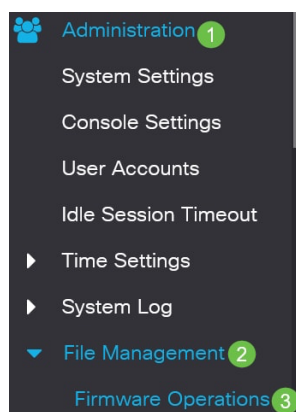 Administration 1
System Settings
Console Settings
User Accounts
Idle Session Timeout
Time Settings
System Log
File Management 2
Firmware Operations 3